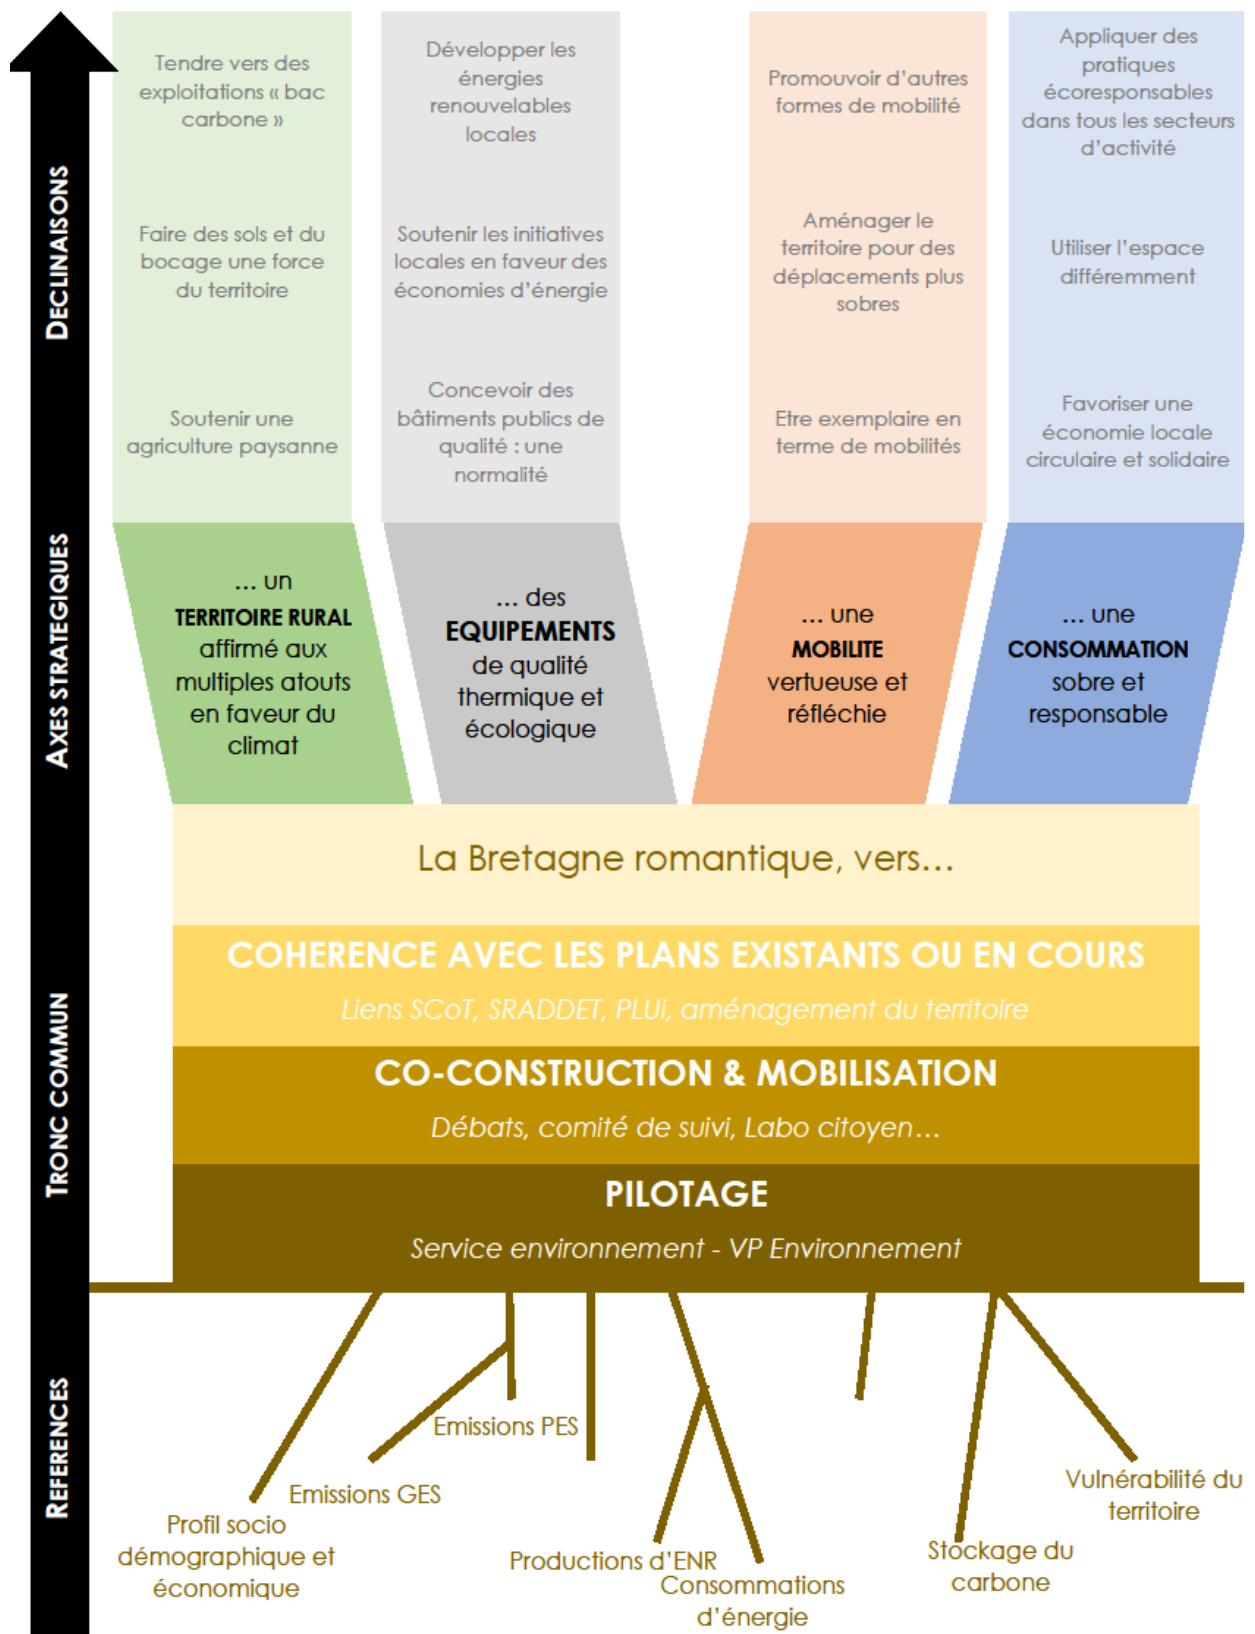 DECLINAISONS
Tendre vers des
exploitations « bac
carbone »
Faire des sols et du
bocage une force
du territoire
Soutenir une
agriculture paysanne
Développer les
énergies
renouvelables
locales
Soutenir les initiatives
locales en faveur des
économies d'énergie
Concevoir des
bâtiments publics de
qualité : une
normalité
Promouvoir d'autres
formes de mobilité
Aménager le
territoire pour des
déplacements plus
sobres
Etre exemplaire en
terme de mobilités
Appliquer des
pratiques
écoresponsables
dans tous les secteurs
d'activité
Utiliser l'espace
différemment
Favoriser une
économie locale
circulaire et solidaire
AXES STRATEGIQUES
... un
TERRITOIRE RURAL
affirmé aux
multiples atouts
en faveur du
climat
... des
EQUIPEMENTS
de qualité
thermique et
écologique
... une
MOBILITE
vertueuse et
réfléchie
... une
CONSOMMATION
sobre et
responsable
TRONC COMMUN
La Bretagne romantique, vers...
COHERENCE AVEC LES PLANS EXISTANTS OU EN COURS
Liens SCoT, SRADDET, PLUi, aménagement du territoire
CO-CONSTRUCTION & MOBILISATION
Débats, comité de suivi, Labo citoyen...
PILOTAGE
Service environnement - VP Environnement
REFERENCES
Profil socio
démographique et
économique
Emissions GES
Emissions PES
Productions d'ENR
Consommations
d'énergie
Stockage du
carbone
Vulnérabilité du
territoire